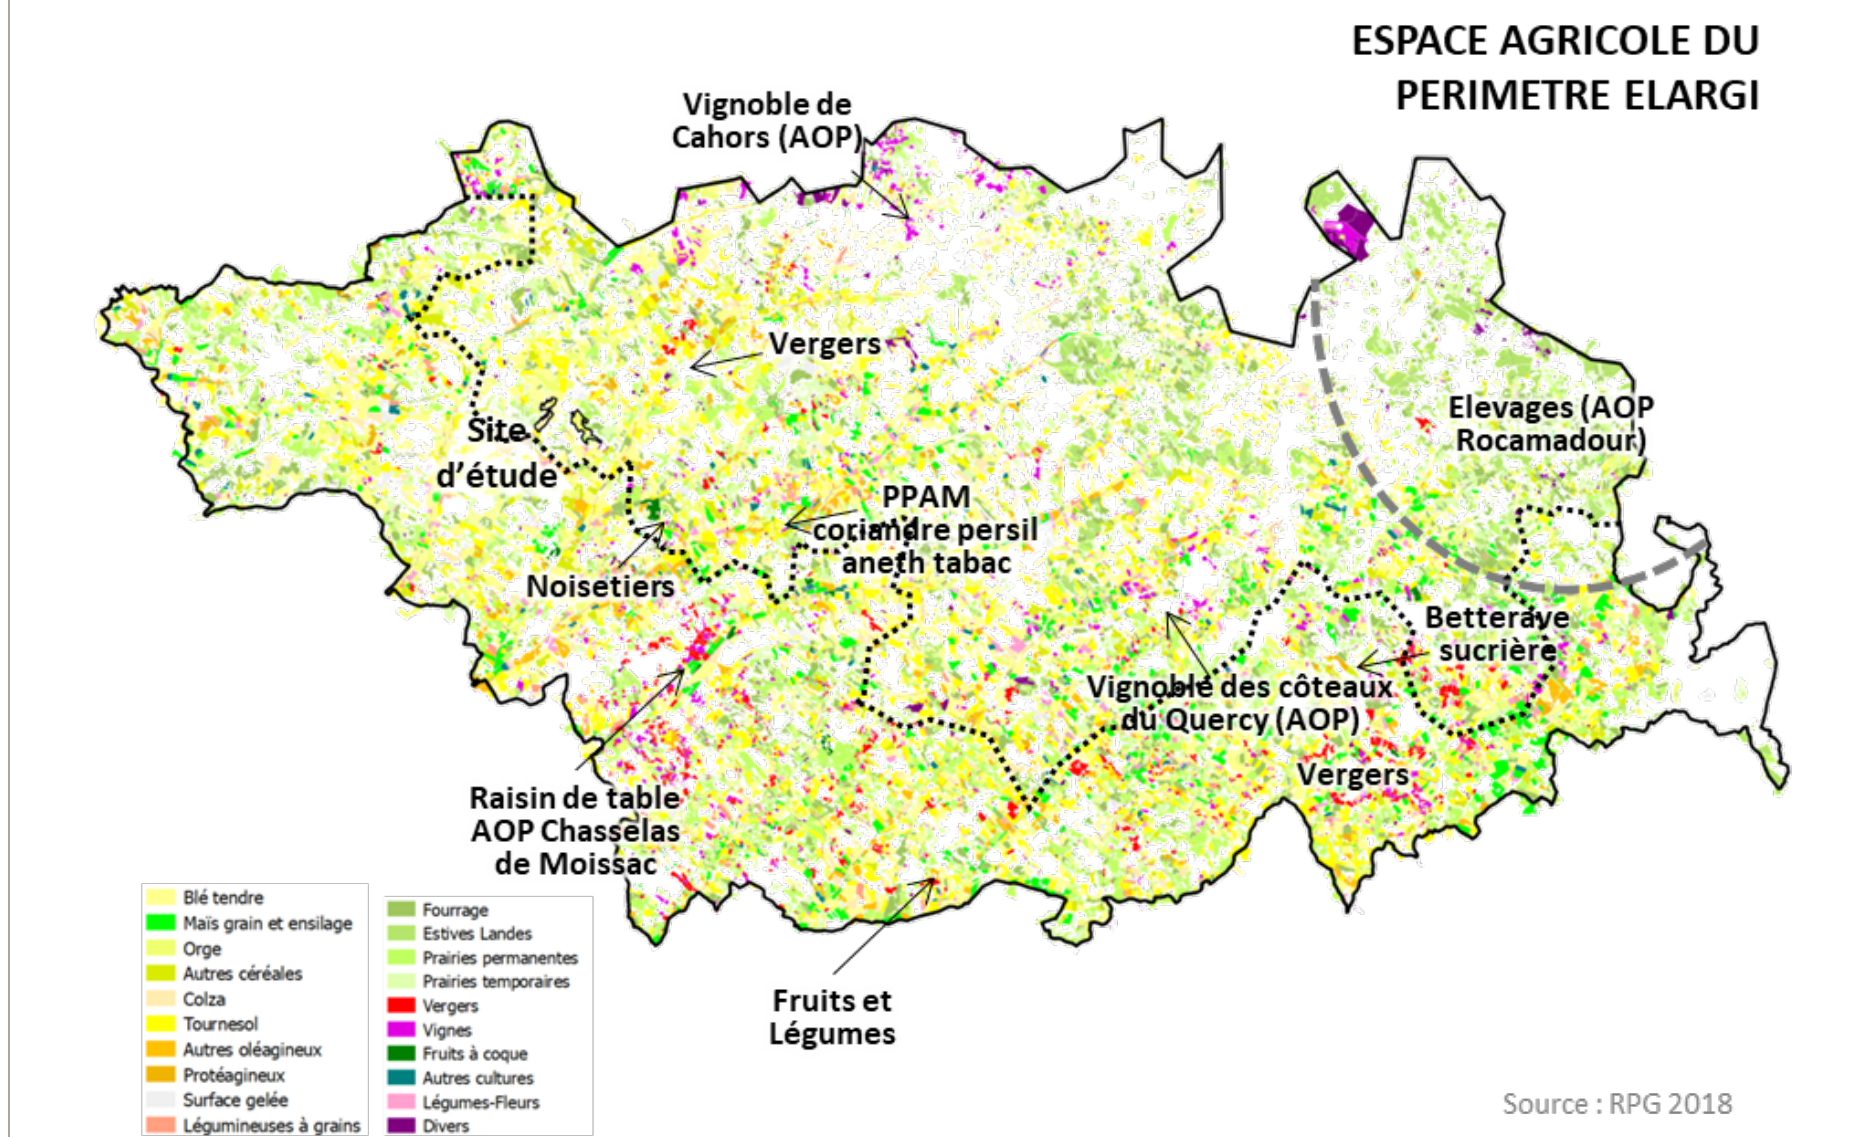 ESPACE AGRICOLE DU
PERIMETRE ELARGI
Vignoble de
Cahors (AOP)
Vergers
Elevages (AOP
Rocamadour)
Site
d'étude
PPAM
coriandre persil
aneth tabac
Noisetiers
Betterave
sucrière
Vignoble des côteaux
du Quercy (AOP)
Vergers
Raisin de table
AOP Chasselas
de Moissac
Fruits et
Légumes
Blé tendre
Maïs grain et ensilage
Orge
Autres céréales
Colza
Tournesol
Autres oléagineux
Protéagineux
Surface gelée
Légumineuses à grains
Fourrage
Estives Landes
Prairies permanentes
Prairies temporaires
Vergers
Vignes
Fruits à coque
Autres cultures
Légumes-Fleurs
Divers
Source : RPG 2018